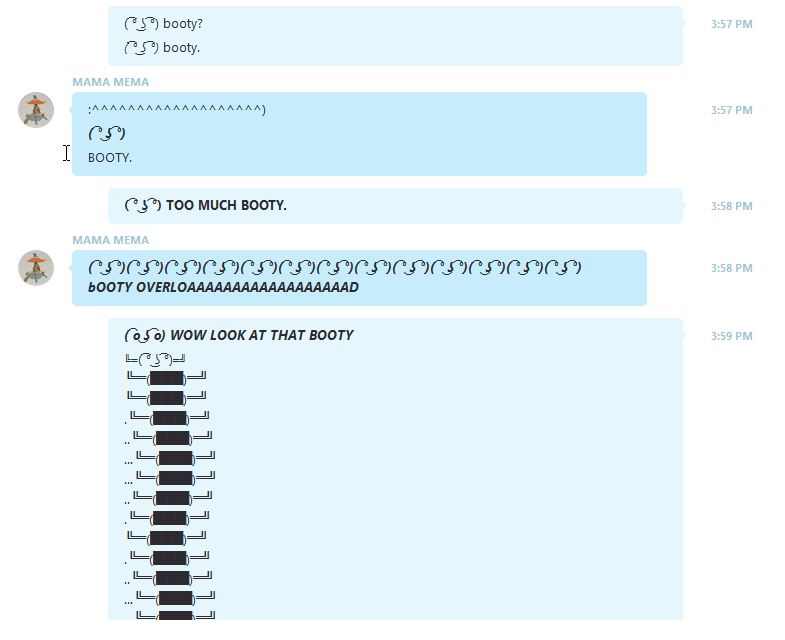 ( ͡° ͜ʖ ͡°) booty?
3:57 PM
( ͡° ͜ʖ ͡°) booty.
MAMA MEMA
:^^^^^^^^^^^^^^^^^^^)
3:57 PM
( ͡° ͜ʖ ͡°)
BOOTY.
( ͡° ͜ʖ ͡°) TOO MUCH BOOTY.
3:58 PM
MAMA MEMA
( ͡° ͜ʖ ͡°)( ͡° ͜ʖ ͡°)( ͡° ͜ʖ ͡°)( ͡° ͜ʖ ͡°)( ͡° ͜ʖ ͡°)( ͡° ͜ʖ ͡°)( ͡° ͜ʖ ͡°)( ͡° ͜ʖ ͡°)( ͡° ͜ʖ ͡°)( ͡° ͜ʖ ͡°)( ͡° ͜ʖ ͡°)( ͡° ͜ʖ ͡°)( ͡° ͜ʖ ͡°)
3:58 PM
bOOTY OVERLOAAAAAAAAAAAAAAAAAAD
( ͡o ͜ʖ ͡o) WOW LOOK AT THAT BOOTY
3:59 PM
╚═( ͡° ͜ʖ ͡°)═╝
╚═(███)═╝
╚═(███)═╝
.╚═(███)═╝
..╚═(███)═╝
...╚═(███)═╝
...╚═(███)═╝
..╚═(███)═╝
.╚═(███)═╝
╚═(███)═╝
.╚═(███)═╝
..╚═(███)═╝
...╚═(███)═╝